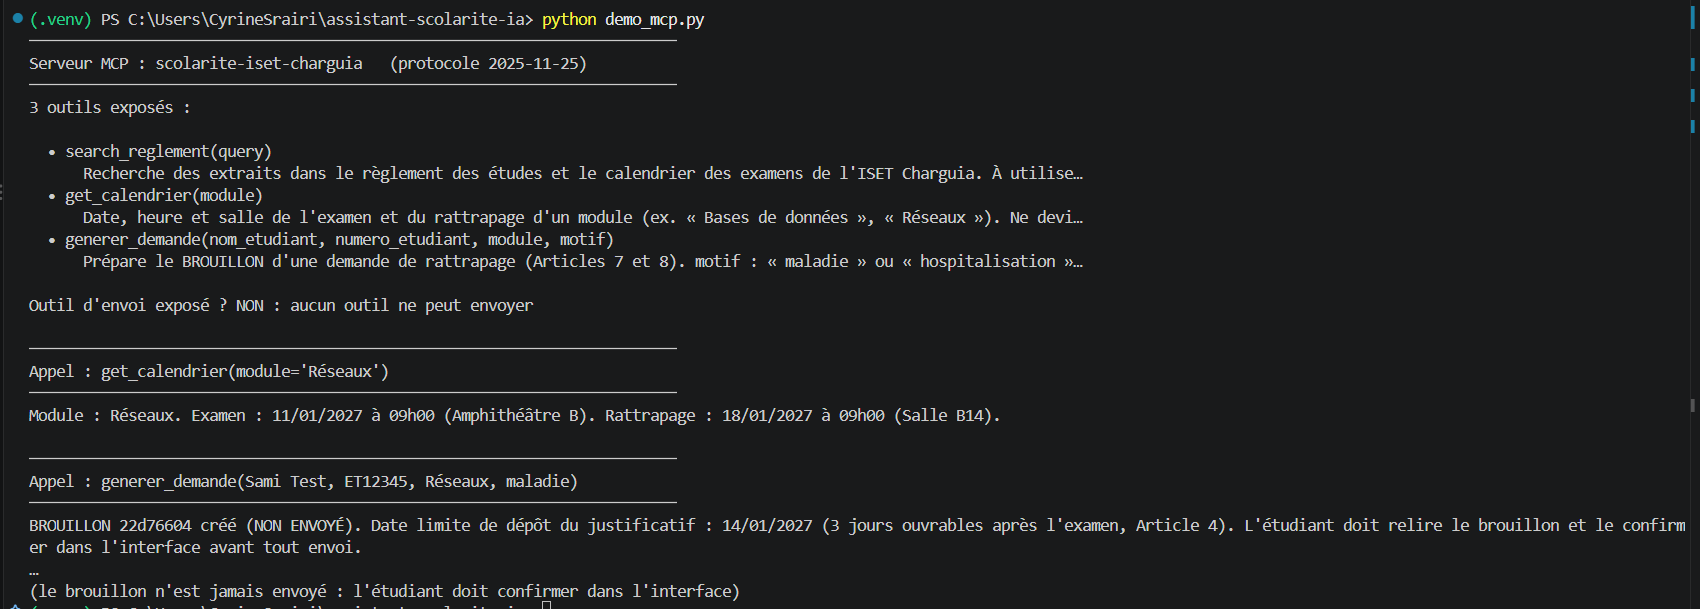 (.venv) PS C:\Users\CyrineSrairi\assistant-scolarite-ia> python demo_mcp.py
Serveur MCP : scolarite-iset-charguia (protocole 2025-11-25)
3 outils exposés :
• search_reglement(query)
Recherche des extraits dans le règlement des études et le calendrier des examens de l'ISET Charguia. À utilise…
• get_calendrier(module)
Date, heure et salle de l'examen et du rattrapage d'un module (ex. « Bases de données », « Réseaux »). Ne devi…
• generer_demande(nom_etudiant, numero_etudiant, module, motif)
Prépare le BROUILLON d'une demande de rattrapage (Articles 7 et 8). motif : « maladie » ou « hospitalisation »…
Outil d'envoi exposé ? NON : aucun outil ne peut envoyer
Appel : get_calendrier(module='Réseaux')
Module : Réseaux. Examen : 11/01/2027 à 09h00 (Amphithéâtre B). Rattrapage : 18/01/2027 à 09h00 (Salle B14).
Appel : generer_demande(Sami Test, ET12345, Réseaux, maladie)
BROUILLON 22d76604 créé (NON ENVOYÉ). Date limite de dépôt du justificatif : 14/01/2027 (3 jours ouvrables après l'examen, Article 4). L'étudiant doit relire le brouillon et le confirm
er dans l'interface avant tout envoi.
…
(le brouillon n'est jamais envoyé : l'étudiant doit confirmer dans l'interface)